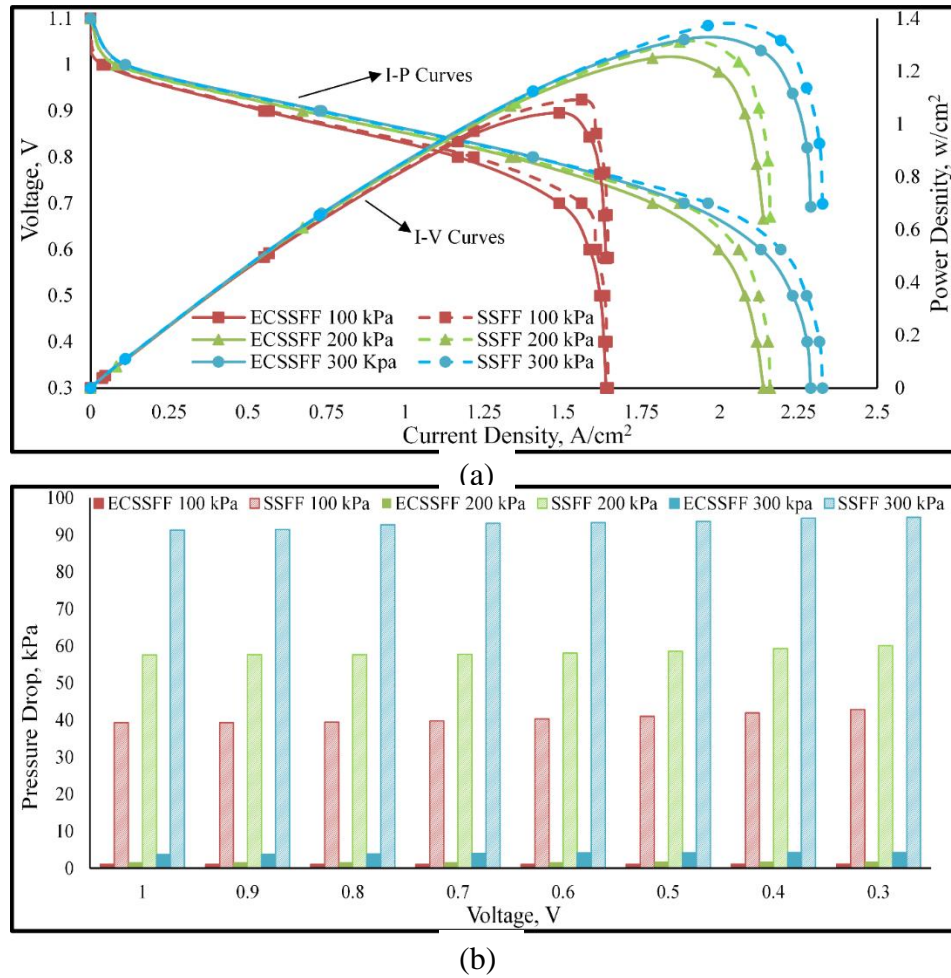 1.1
1
0.9
0.8
0.7
0.6
0.5
0.4
0.3
Voltage, V
I-P Curves
I-V Curves
ECSSFF 100 kPa SSFF 100 kPa
ECSSFF 200 kPa SSFF 200 kPa
ECSSFF 300 Kpa SSFF 300 kPa
1.4
1.2
1
0.8
0.6
0.4
0.2
0
Power Density, w/cm²
0 0.25 0.5 0.75 1 1.25 1.5 1.75 2 2.25 2.5
Current Density, A/cm²
(a)
ECSSFF 100 kPa SSFF 100 kPa ECSSFF 200 kPa SSFF 200 kPa ECSSFF 300 kpa SSFF 300 kPa
100
90
80
70
60
50
40
30
20
10
0
Pressure Drop, kPa
1 0.9 0.8 0.7 0.6 0.5 0.4 0.3
Voltage, V
(b)